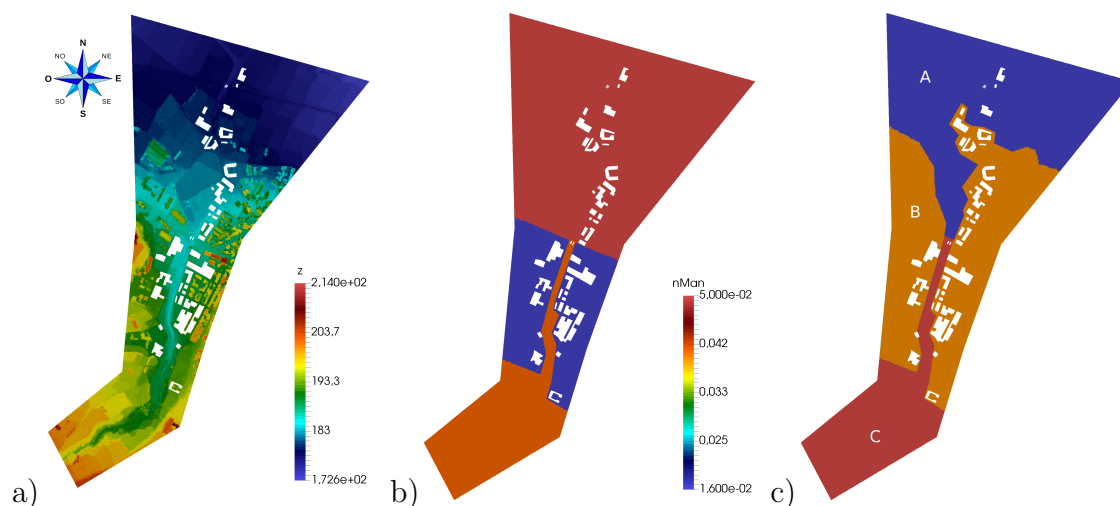 N
NO NE
O E
SO SE
S
z
2,140e+02
203,7
193,3
183
1,726e+02
a)
nMan
5.000e-02
0,042
0,033
0,025
1,600e-02
b)
A
B
C
c)